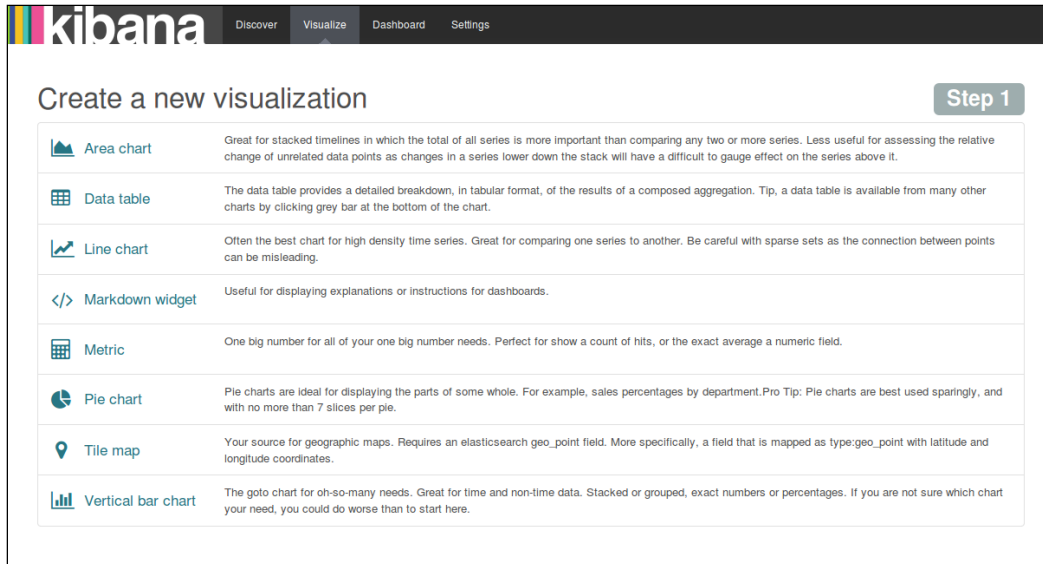 kibana Discover Visualize Dashboard Settings
Create a new visualization Step 1
Area chart
Great for stacked timelines in which the total of all series is more important than comparing any two or more series. Less useful for assessing the relative
change of unrelated data points as changes in a series lower down the stack will have a difficult to gauge effect on the series above it.
Data table
The data table provides a detailed breakdown, in tabular format, of the results of a composed aggregation. Tip, a data table is available from many other
charts by clicking grey bar at the bottom of the chart.
Line chart
Often the best chart for high density time series. Great for comparing one series to another. Be careful with sparse sets as the connection between points
can be misleading.
Markdown widget
Useful for displaying explanations or instructions for dashboards.
Metric
One big number for all of your one big number needs. Perfect for show a count of hits, or the exact average a numeric field.
Pie chart
Pie charts are ideal for displaying the parts of some whole. For example, sales percentages by department.Pro Tip: Pie charts are best used sparingly, and
with no more than 7 slices per pie.
Tile map
Your source for geographic maps. Requires an elasticsearch geo_point field. More specifically, a field that is mapped as type:geo_point with latitude and
longitude coordinates.
Vertical bar chart
The goto chart for oh-so-many needs. Great for time and non-time data. Stacked or grouped, exact numbers or percentages. If you are not sure which chart
your need, you could do worse than to start here.